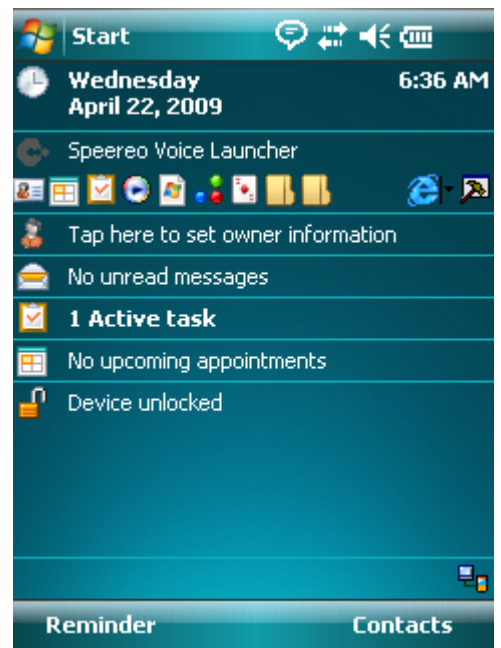 Start
Wednesday 6:36 AM
April 22, 2009
Speereo Voice Launcher
Tap here to set owner information
No unread messages
1 Active task
No upcoming appointments
Device unlocked
Reminder Contacts